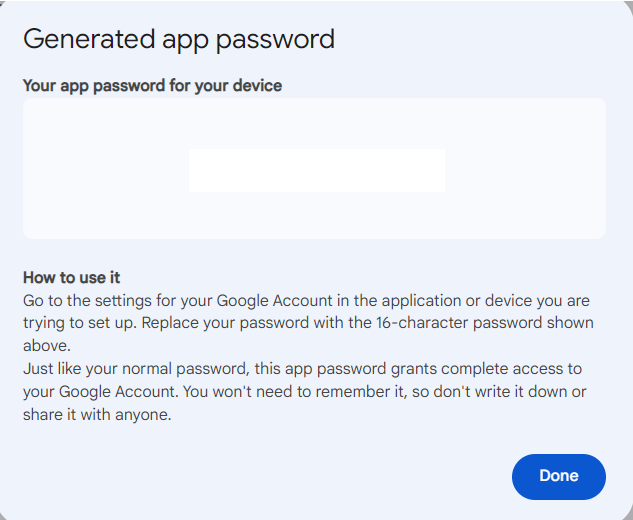 Generated app password
Your app password for your device
How to use it
Go to the settings for your Google Account in the application or device you are
trying to set up. Replace your password with the 16-character password shown
above.
Just like your normal password, this app password grants complete access to
your Google Account. You won't need to remember it, so don't write it down or
share it with anyone.
Done